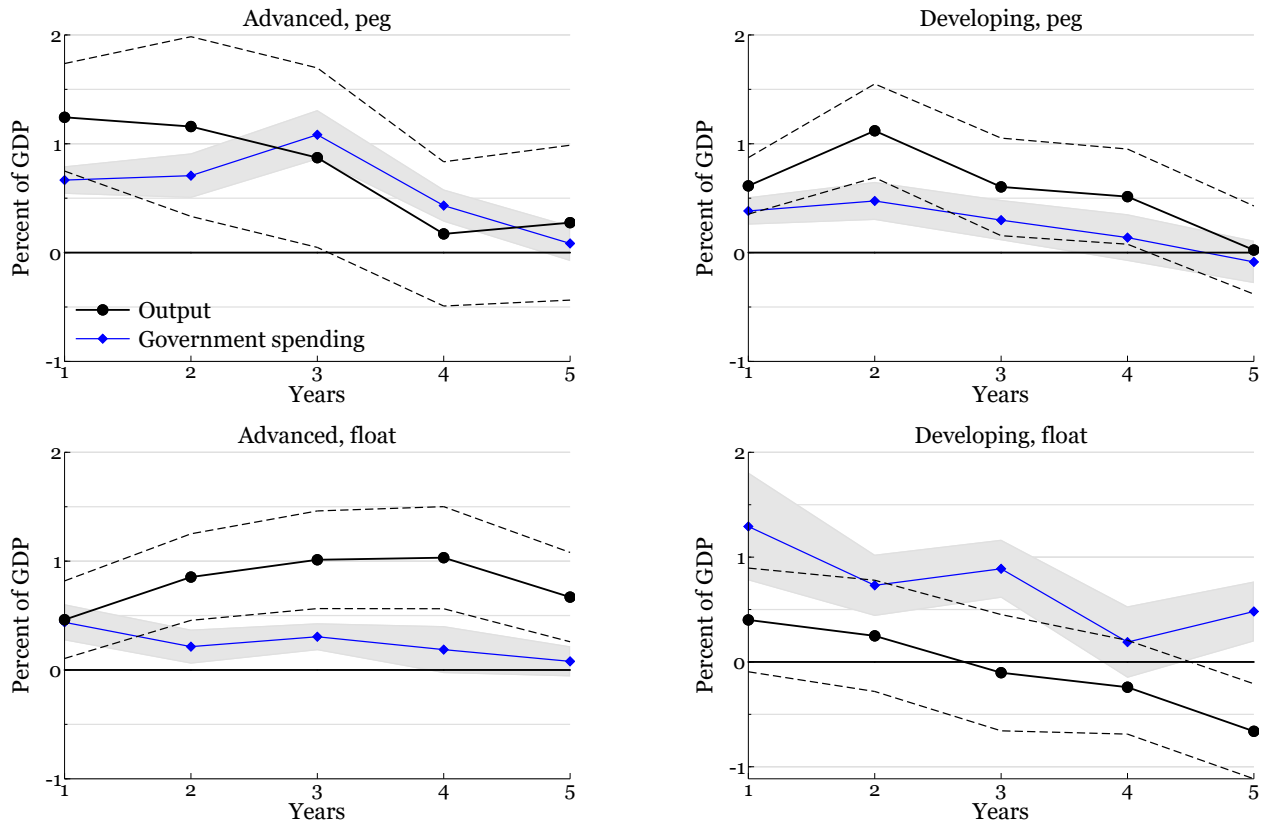 Advanced, peg
2
1
0
-1
Percent of GDP
Output
Government spending
1 2 3 4 5
Years
Developing, peg
2
1
0
-1
Percent of GDP
1 2 3 4 5
Years
Advanced, float
2
1
0
-1
Percent of GDP
1 2 3 4 5
Years
Developing, float
2
1
0
-1
Percent of GDP
1 2 3 4 5
Years